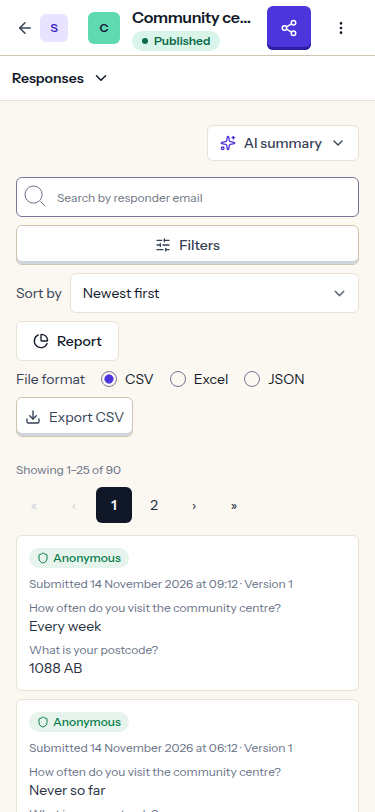 S
C
Community ce...
Published
Responses
AI summary
Search by responder email
Filters
Sort by
Newest first
Report
File format
CSV
Excel
JSON
Export CSV
Showing 1–25 of 90
« ‹ 1 2 › »
Anonymous
Submitted 14 November 2026 at 09:12 · Version 1
How often do you visit the community centre?
Every week
What is your postcode?
1088 AB
Anonymous
Submitted 14 November 2026 at 06:12 · Version 1
How often do you visit the community centre?
Never so far